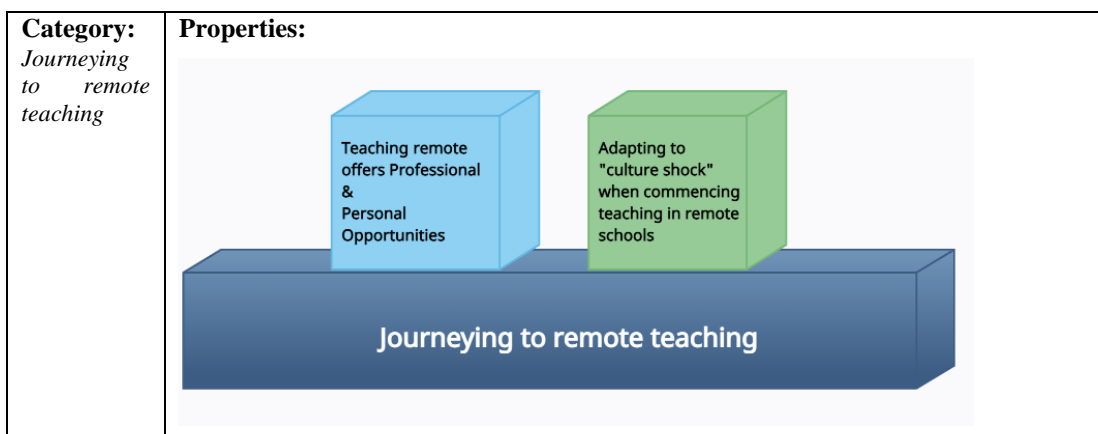 Category:
Journeying
to remote
teaching
Properties:
Teaching remote
offers Professional
&
Personal
Opportunities
Adapting to
"culture shock"
when commencing
teaching in remote
schools
Journeying to remote teaching